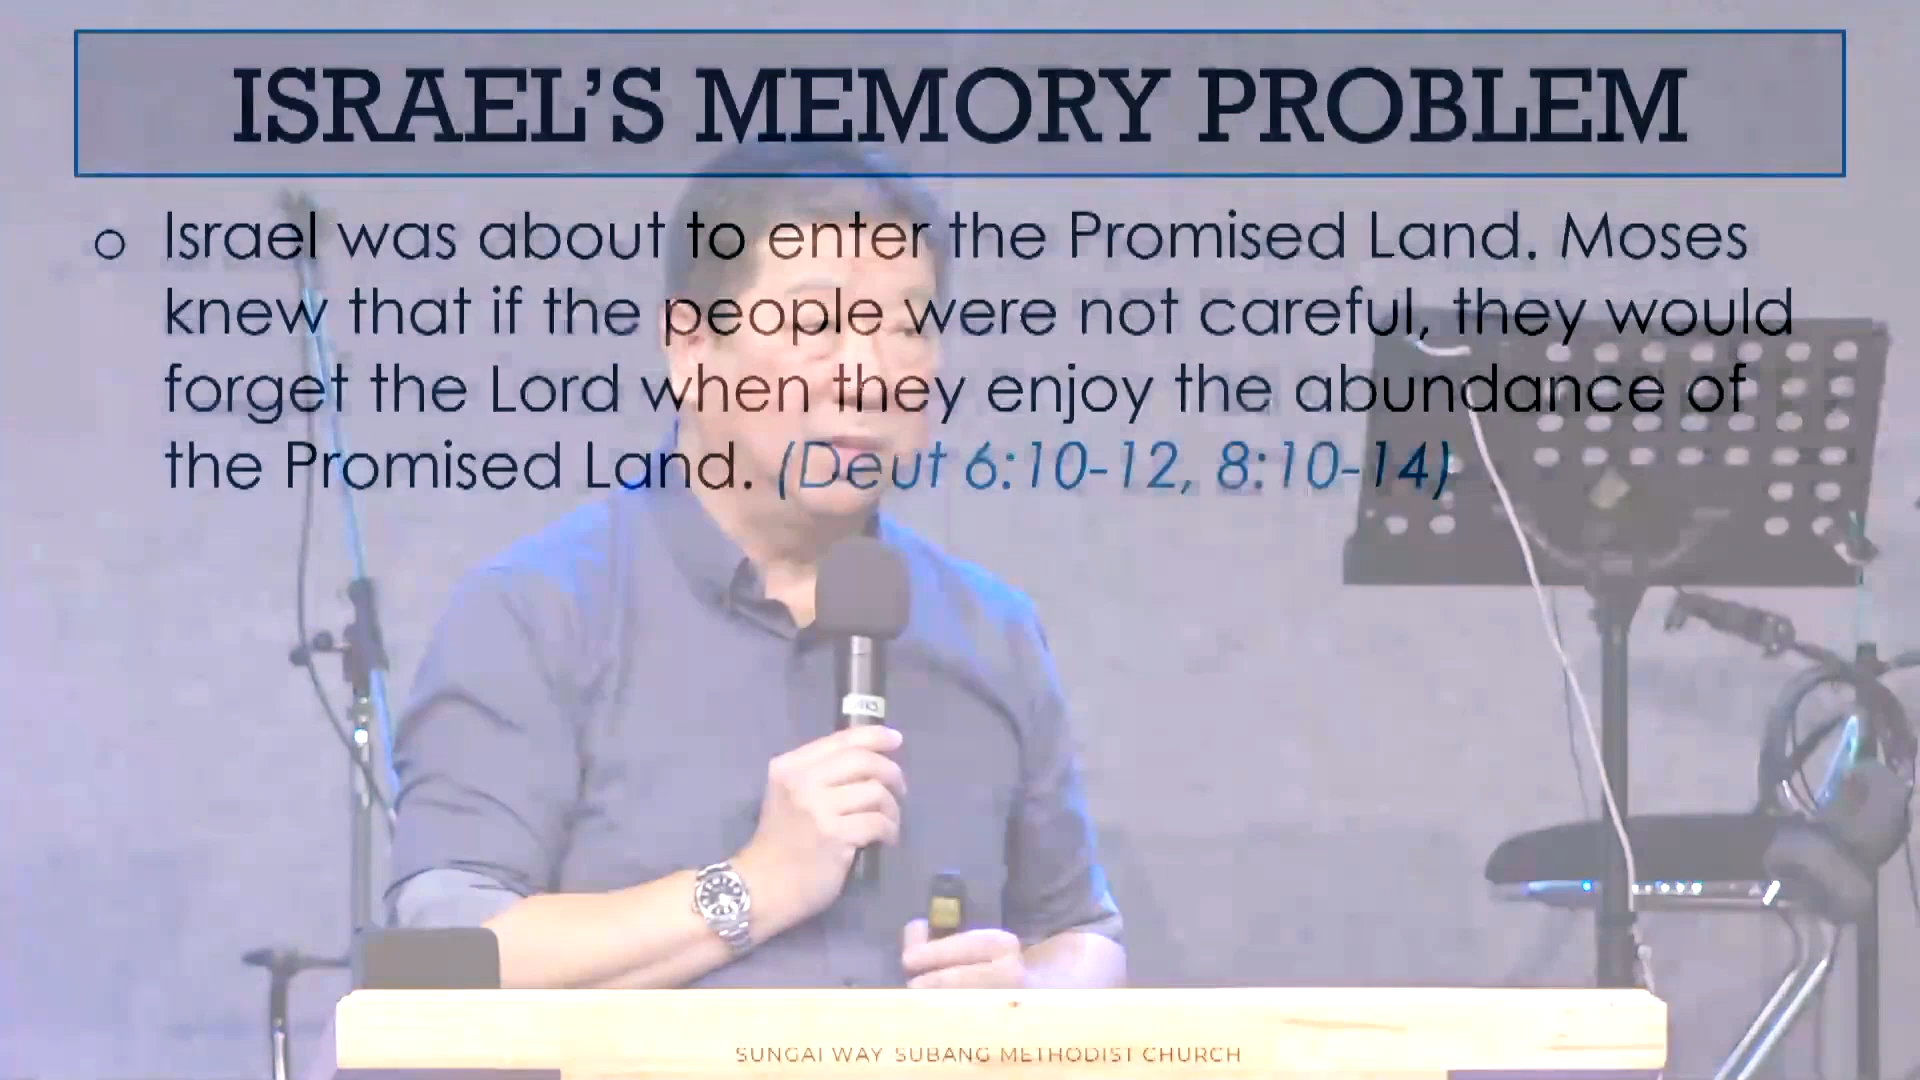 ISRAEL'S MEMORY PROBLEM
o Israel was about to enter the Promised Land. Moses
knew that if the people were not careful, they would
forget the Lord when they enjoy the abundance of
the Promised Land. (Deut 6:10-12, 8:10-14)
SUNGAI WAY SUBANG METHODIST CHURCH